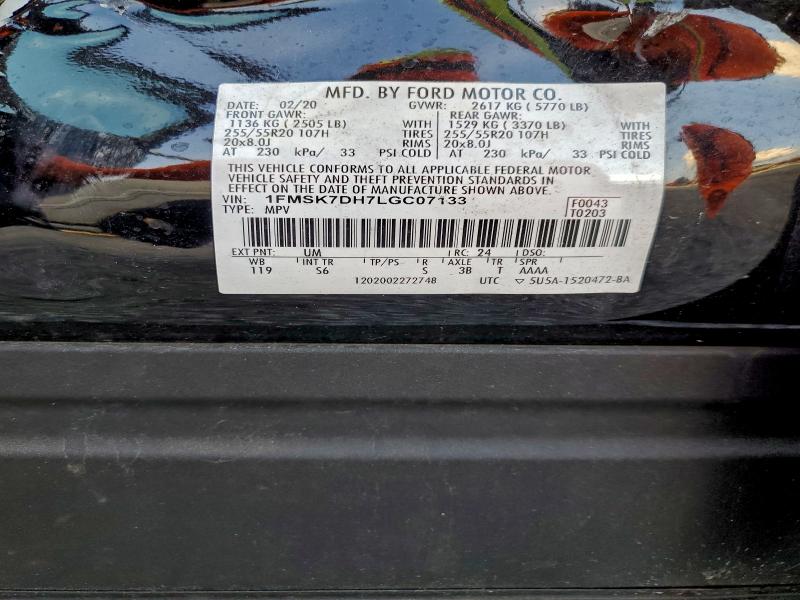 MFD. BY FORD MOTOR CO.
DATE: 02/20 GVWR: 2617 KG ( 5770 LB)
FRONT GAWR: REAR GAWR:
1136 KG ( 2505 LB) WITH 1529 KG ( 3370 LB) WITH
255/55R20 107H TIRES 255/55R20 107H TIRES
20x8.0J RIMS 20x8.0J RIMS
AT 230 kPa/ 33 PSI COLD AT 230 kPa/ 33 PSI COLD
THIS VEHICLE CONFORMS TO ALL APPLICABLE FEDERAL MOTOR
VEHICLE SAFETY AND THEFT PREVENTION STANDARDS IN
EFFECT ON THE DATE OF MANUFACTURE SHOWN ABOVE.
VIN: 1FMSK7DH7LGC07133 F0043
TYPE: MPV T0203
EXT PNT: UM RC: 24 DSO:
WB INT TR TP/PS R AXLE TR SPR
119 S6 S 3B T AAAA
1202002272748 UTC ▽ 5U5A-1520472-BA